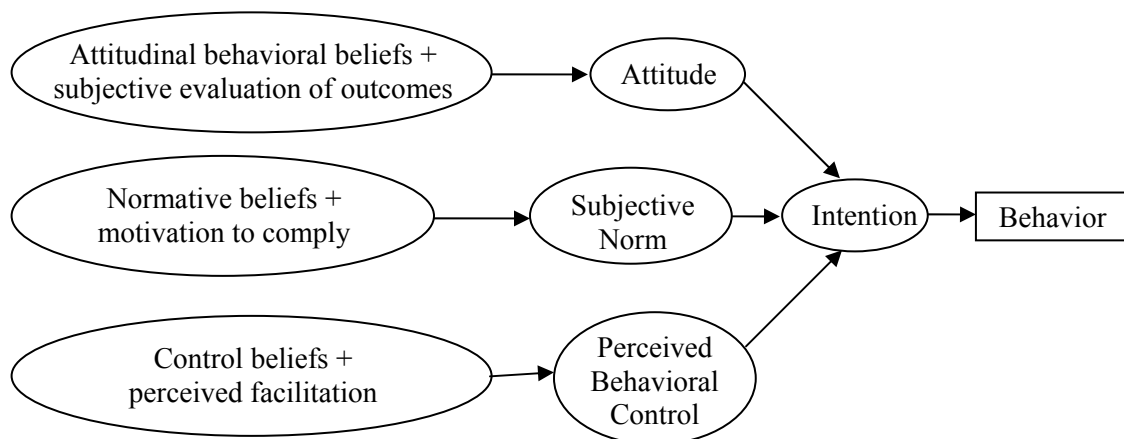 Attitudinal behavioral beliefs +
subjective evaluation of outcomes
Attitude
Normative beliefs +
motivation to comply
Subjective
Norm
Intention
Behavior
Control beliefs +
perceived facilitation
Perceived
Behavioral
Control